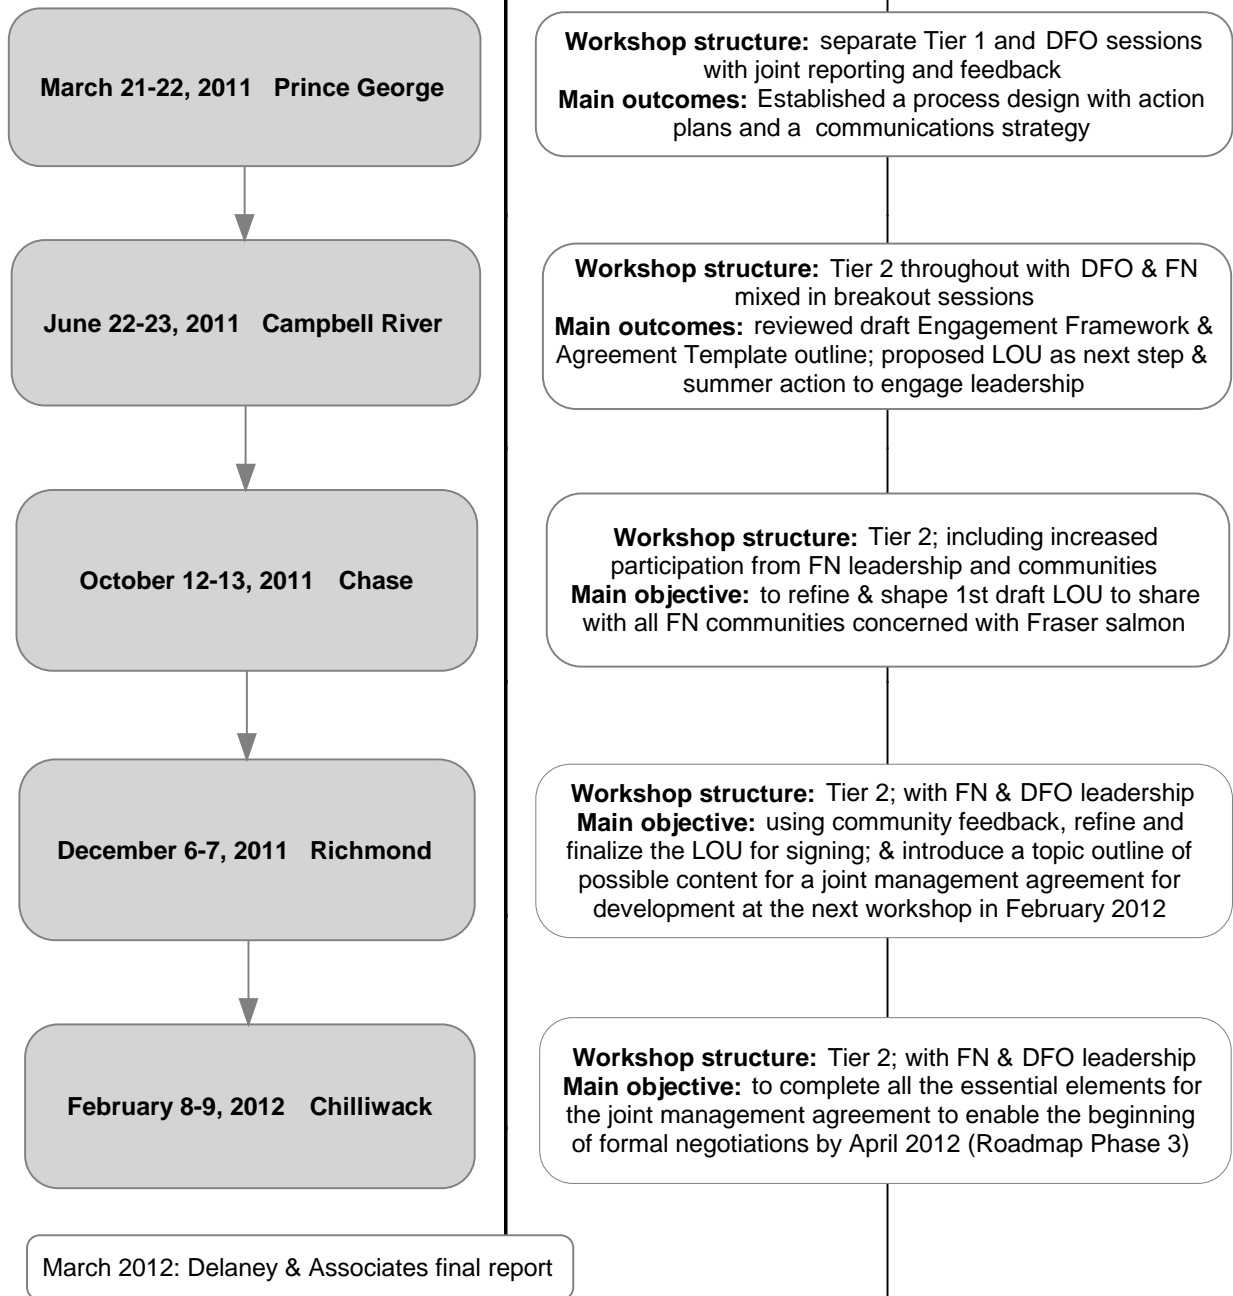 March 21-22, 2011 Prince George
Workshop structure: separate Tier 1 and DFO sessions
with joint reporting and feedback
Main outcomes: Established a process design with action
plans and a communications strategy
June 22-23, 2011 Campbell River
Workshop structure: Tier 2 throughout with DFO & FN
mixed in breakout sessions
Main outcomes: reviewed draft Engagement Framework &
Agreement Template outline; proposed LOU as next step &
summer action to engage leadership
October 12-13, 2011 Chase
Workshop structure: Tier 2; including increased
participation from FN leadership and communities
Main objective: to refine & shape 1st draft LOU to share
with all FN communities concerned with Fraser salmon
December 6-7, 2011 Richmond
Workshop structure: Tier 2; with FN & DFO leadership
Main objective: using community feedback, refine and
finalize the LOU for signing; & introduce a topic outline of
possible content for a joint management agreement for
development at the next workshop in February 2012
February 8-9, 2012 Chilliwack
Workshop structure: Tier 2; with FN & DFO leadership
Main objective: to complete all the essential elements for
the joint management agreement to enable the beginning
of formal negotiations by April 2012 (Roadmap Phase 3)
March 2012: Delaney & Associates final report